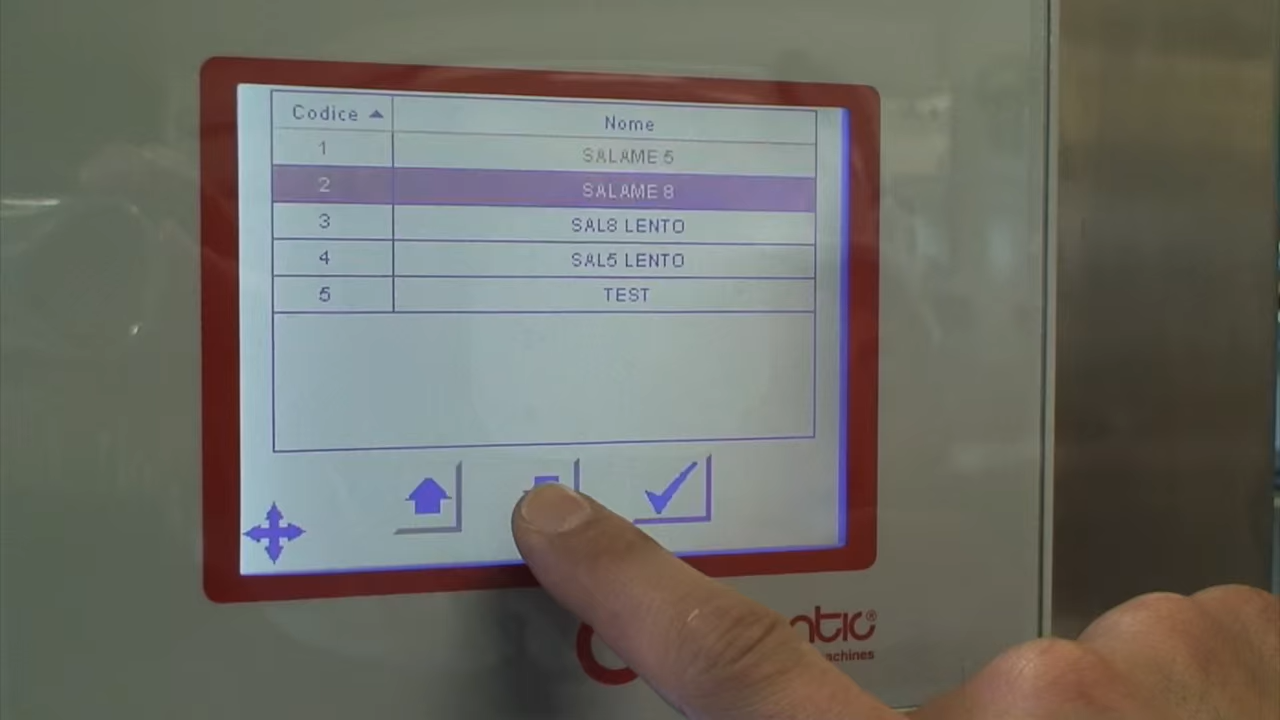 Codice Nome
1 SALAME 5
2 SALAME 8
3 SAL8 LENTO
4 SAL5 LENTO
5 TEST